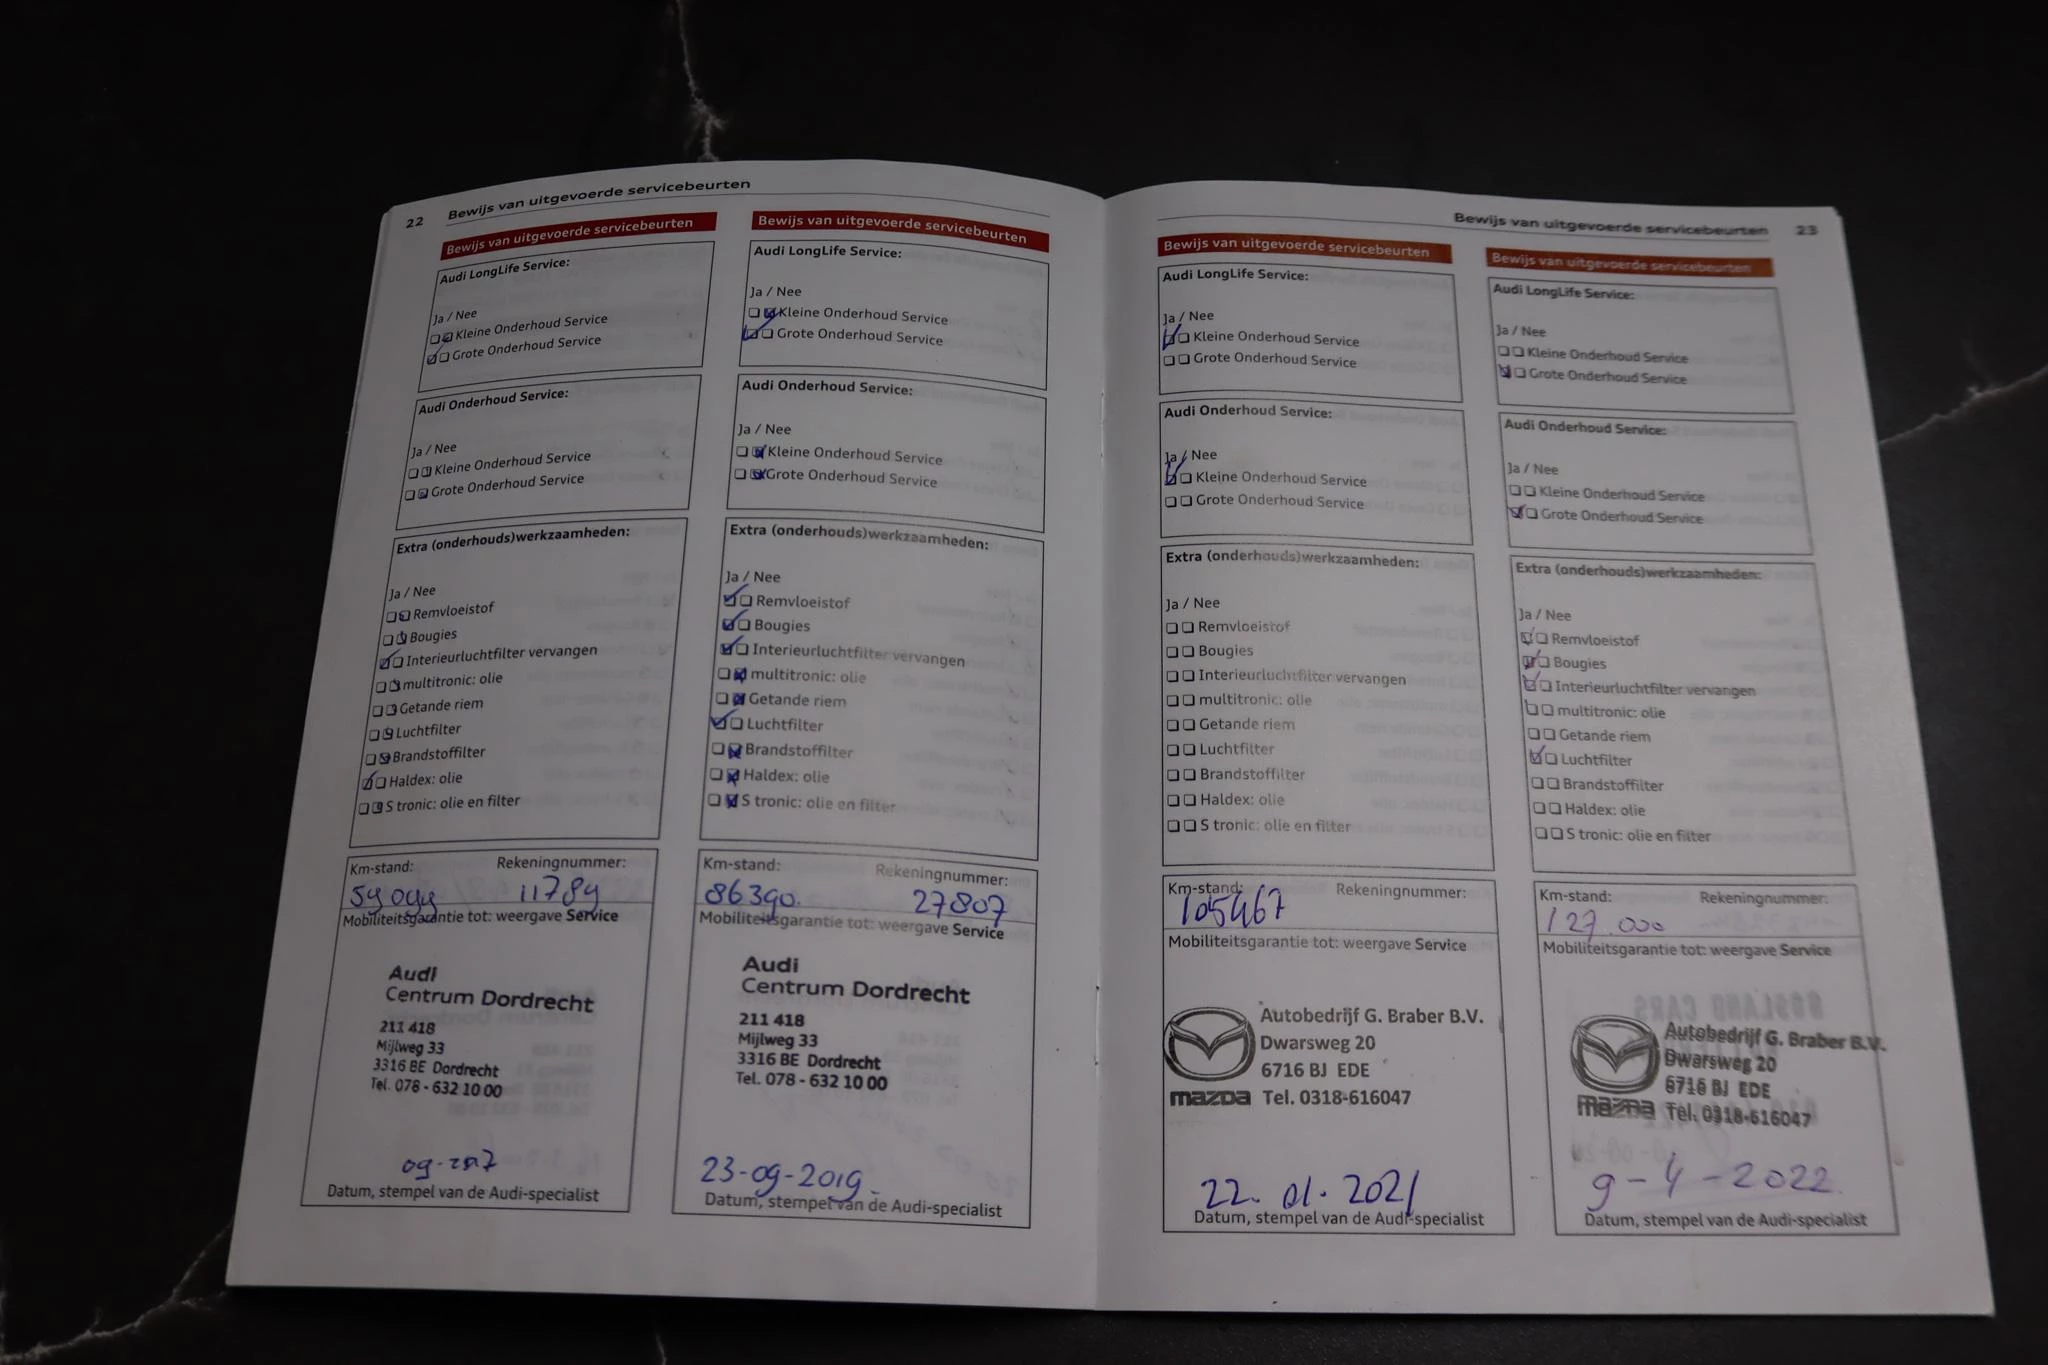 22 Bewijs van uitgevoerde servicebeurten
Bewijs van uitgevoerde servicebeurten
Audi LongLife Service:
Ja / Nee
Kleine Onderhoud Service
Grote Onderhoud Service
Audi Onderhoud Service:
Ja / Nee
Kleine Onderhoud Service
Grote Onderhoud Service
Extra (onderhouds)werkzaamheden:
Ja / Nee
Remvloeistof
Bougies
Interieurluchtfilter vervangen
multitronic: olie
Getande riem
Luchtfilter
Brandstoffilter
Haldex: olie
S tronic: olie en filter
Km-stand: Rekeningnummer:
11789
Mobiliteitsgarantie tot: weergave Service
Audi
Centrum Dordrecht
211 418
Mijlweg 33
3316 BE Dordrecht
Tel. 078 - 632 10 00
09-2017
Datum, stempel van de Audi-specialist
Bewijs van uitgevoerde servicebeurten
Audi LongLife Service:
Ja / Nee
Kleine Onderhoud Service
Grote Onderhoud Service
Audi Onderhoud Service:
Ja / Nee
Kleine Onderhoud Service
Grote Onderhoud Service
Extra (onderhouds)werkzaamheden:
Ja / Nee
Remvloeistof
Bougies
Interieurluchtfilter vervangen
multitronic: olie
Getande riem
Luchtfilter
Brandstoffilter
Haldex: olie
S tronic: olie en filter
Km-stand: Rekeningnummer:
86390. 27807
Mobiliteitsgarantie tot: weergave Service
Audi
Centrum Dordrecht
211 418
Mijlweg 33
3316 BE Dordrecht
Tel. 078 - 632 10 00
23-09-2019.
Datum, stempel van de Audi-specialist
Bewijs van uitgevoerde servicebeurten 23
Bewijs van uitgevoerde servicebeurten
Audi LongLife Service:
Ja / Nee
Kleine Onderhoud Service
Grote Onderhoud Service
Audi Onderhoud Service:
Ja / Nee
Kleine Onderhoud Service
Grote Onderhoud Service
Extra (onderhouds)werkzaamheden:
Ja / Nee
Remvloeistof
Bougies
Interieurluchtfilter vervangen
multitronic: olie
Getande riem
Luchtfilter
Brandstoffilter
Haldex: olie
S tronic: olie en filter
Km-stand: Rekeningnummer:
105467
Mobiliteitsgarantie tot: weergave Service
Autobedrijf G. Braber B.V.
Dwarsweg 20
6716 BJ EDE
mazda Tel. 0318-616047
22. 01. 2021
Datum, stempel van de Audi-specialist
Bewijs van uitgevoerde servicebeurten
Audi LongLife Service:
Ja / Nee
Kleine Onderhoud Service
Grote Onderhoud Service
Audi Onderhoud Service:
Ja / Nee
Kleine Onderhoud Service
Grote Onderhoud Service
Extra (onderhouds)werkzaamheden:
Ja / Nee
Remvloeistof
Bougies
Interieurluchtfilter vervangen
multitronic: olie
Getande riem
Luchtfilter
Brandstoffilter
Haldex: olie
S tronic: olie en filter
Km-stand: Rekeningnummer:
127.000
Mobiliteitsgarantie tot: weergave Service
Autobedrijf G. Braber B.V.
Dwarsweg 20
6716 BJ EDE
mazda Tel. 0318-616047
9-4-2022
Datum, stempel van de Audi-specialist